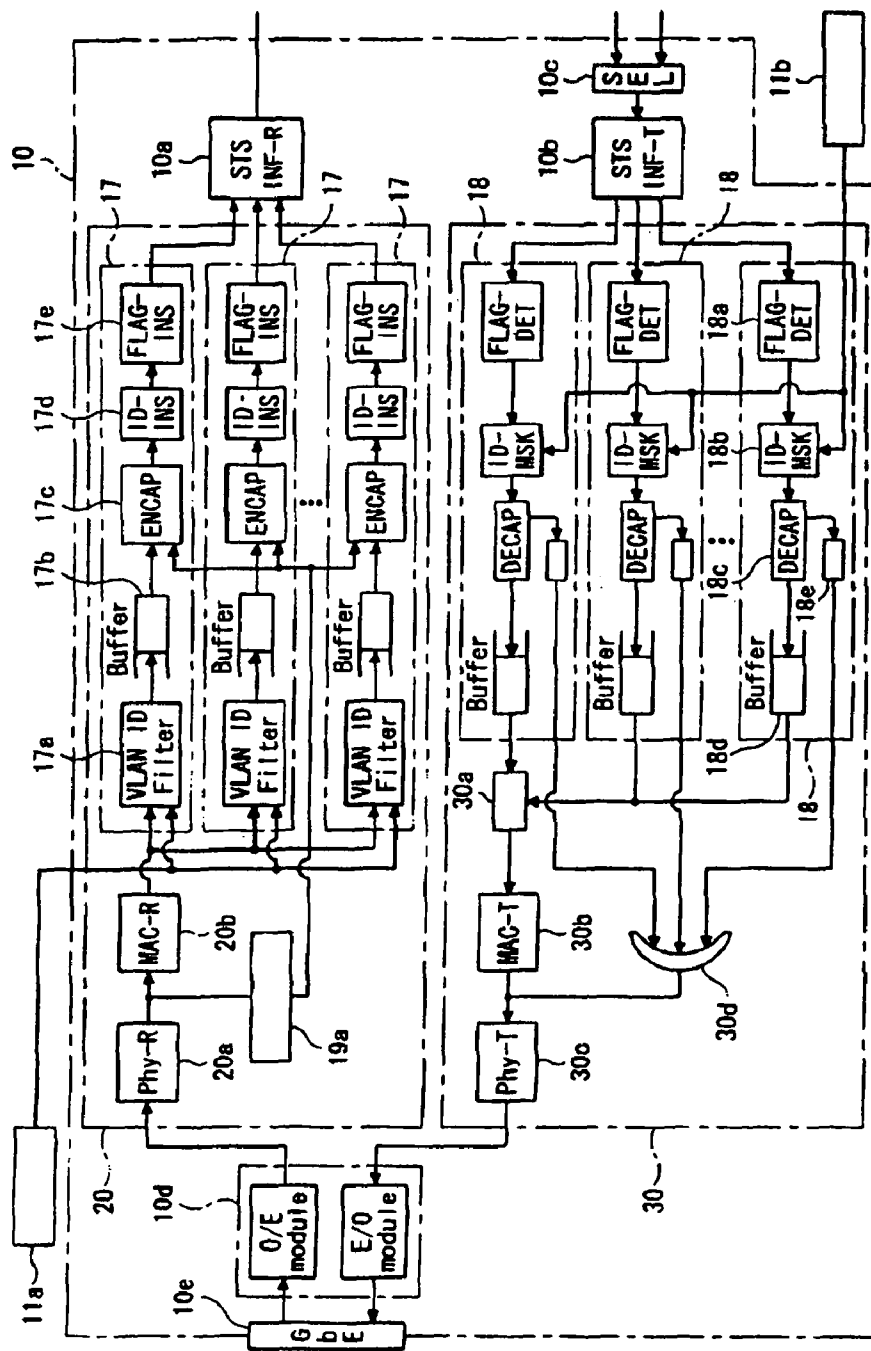 11a
10
20
17
17a
VLAN ID
Filter
17b
Buffer
17c
ENCAP
17d
ID-
INS
17e
FLAG-
INS
10a
STS
INF-R
VLAN ID
Filter
Buffer
ENCAP
ID-
INS
FLAG-
INS
17
VLAN ID
Filter
Buffer
ENCAP
ID-
INS
FLAG-
INS
17
MAC-R
20b
Phy-R
20a
19a
10d
O/E
module
E/O
module
10e
GbE
10c
SEL
10b
STS
INF-T
18
FLAG-
DET
ID-
MSK
DECAP
Buffer
18
FLAG-
DET
ID-
MSK
DECAP
Buffer
18a
FLAG-
DET
18b
ID-
MSK
18c
DECAP
18e
Buffer
18d
18
30a
MAC-T
30b
Phy-T
30c
30d
30
11b